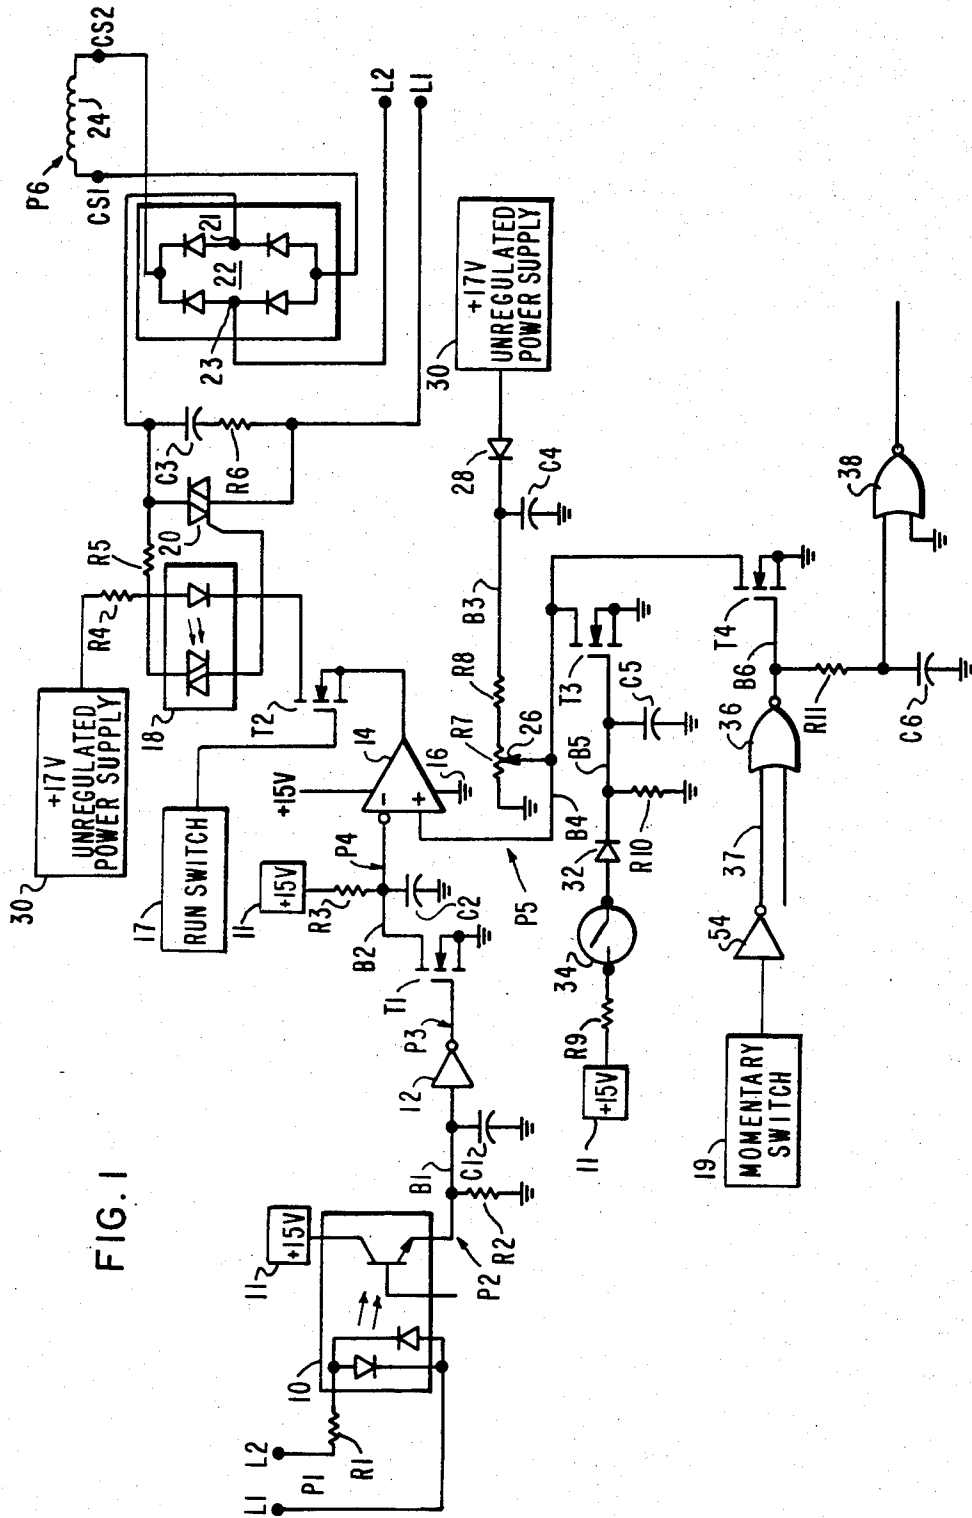 FIG. 1
L1
L2
P1
R1
10
11
+15V
P2
R2
B1
C1
12
P3
T1
B2
11
+15V
R3
C2
P4
+15V
14
16
P5
T2
17
RUN SWITCH
30
+17V
UNREGULATED
POWER SUPPLY
18
R4
R5
20
C3
R6
23
22
21
CS1
CS2
P6
24
L2
L1
30
+17V
UNREGULATED
POWER SUPPLY
28
C4
B3
R8
R7
26
B4
T3
C5
B5
R10
32
34
R9
11
+15V
T4
B6
36
R11
C6
38
37
54
19
MOMENTARY
SWITCH